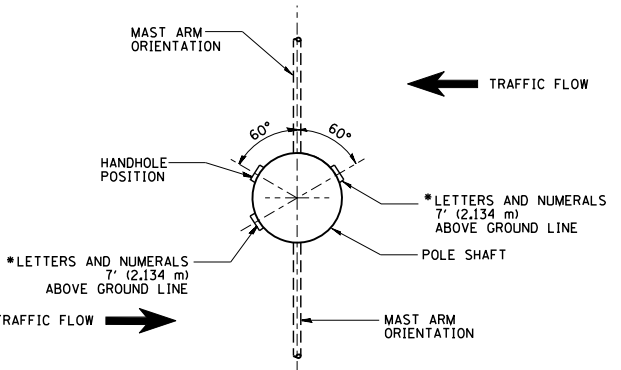 MAST ARM
ORIENTATION
TRAFFIC FLOW
60°
60°
HANDHOLE
POSITION
*LETTERS AND NUMERALS
7' (2.134 m)
ABOVE GROUND LINE
POLE SHAFT
*LETTERS AND NUMERALS
7' (2.134 m)
ABOVE GROUND LINE
TRAFFIC FLOW
MAST ARM
ORIENTATION